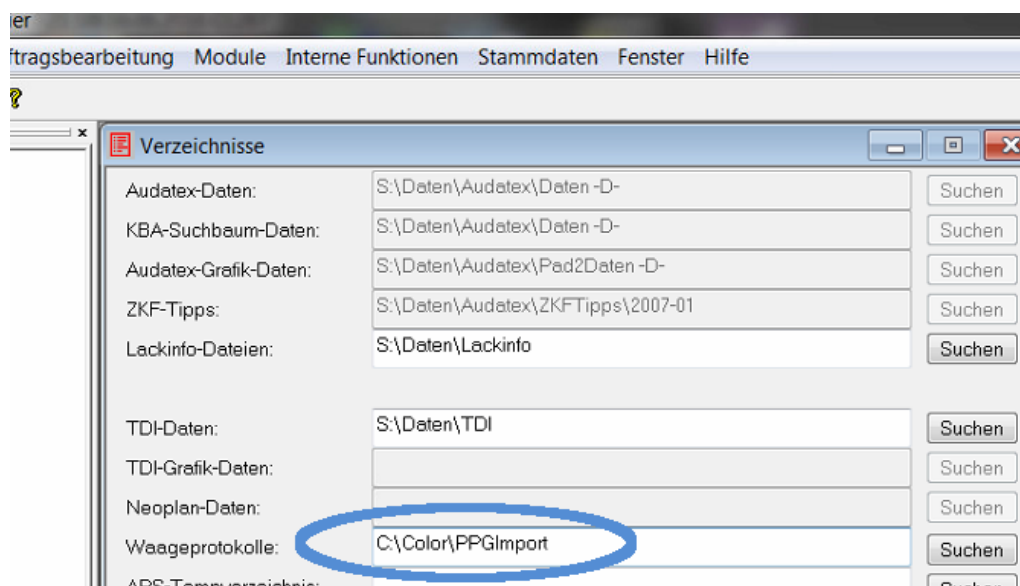 er
ftragsbearbeitung Module Interne Funktionen Stammdaten Fenster Hilfe
Verzeichnisse
Audatex-Daten: S:\Daten\Audatex\Daten -D- Suchen
KBA-Suchbaum-Daten: S:\Daten\Audatex\Daten -D- Suchen
Audatex-Grafik-Daten: S:\Daten\Audatex\Pad2Daten -D- Suchen
ZKF-Tipps: S:\Daten\Audatex\ZKFTipps\2007-01 Suchen
Lackinfo-Dateien: S:\Daten\Lackinfo Suchen
TDI-Daten: S:\Daten\TDI Suchen
TDI-Grafik-Daten: Suchen
Neoplan-Daten: Suchen
Waageprotokolle: C:\Color\PPGImport Suchen
Suchen